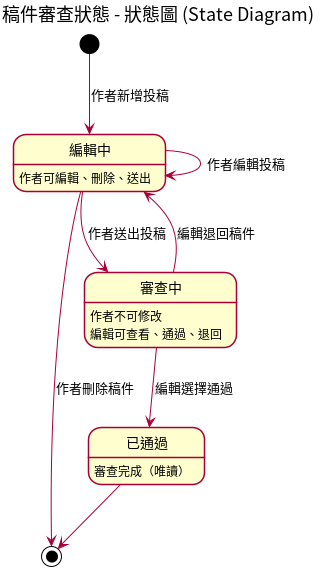 稿件審查狀態 - 狀態圖 (State Diagram)
作者新增投稿
編輯中
作者可編輯、刪除、送出
作者編輯投稿
作者送出投稿
編輯退回稿件
審查中
作者不可修改
編輯可查看、通過、退回
作者刪除稿件
編輯選擇通過
已通過
審查完成（唯讀）